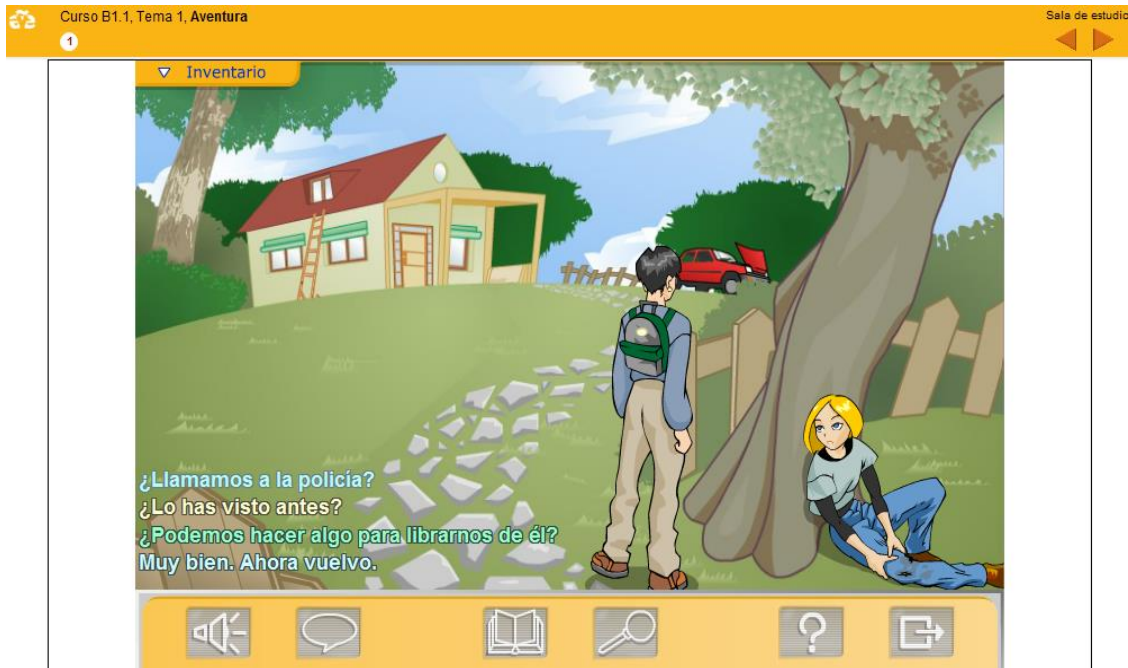 Curso B1.1, Tema 1, Aventura
Sala de estudio
1
Inventario
¿Llamamos a la policía?
¿Lo has visto antes?
¿Podemos hacer algo para librarnos de él?
Muy bien. Ahora vuelvo.
?